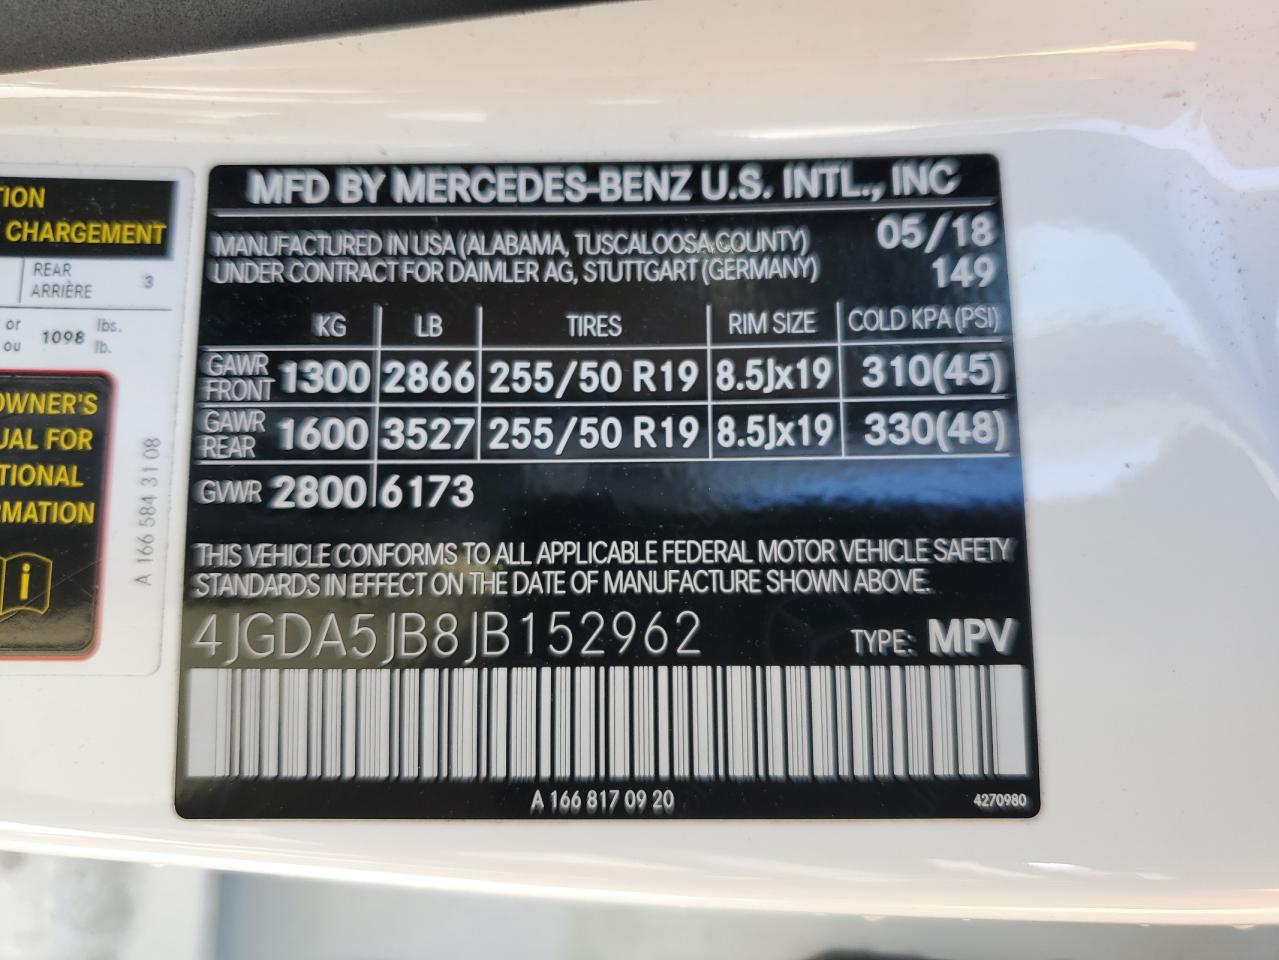 TION
CHARGEMENT
REAR 3
ARRIÈRE
or 1098 lbs.
ou lb.
OWNER'S
UAL FOR
TIONAL
RMATION
A 166 584 31 08
MFD BY MERCEDES-BENZ U.S. INTL., INC
MANUFACTURED IN USA (ALABAMA, TUSCALOOSA COUNTY) 05/18
UNDER CONTRACT FOR DAIMLER AG, STUTTGART (GERMANY) 149
KG LB TIRES RIM SIZE COLD KPA (PSI)
GAWR FRONT 1300 2866 255/50 R19 8.5Jx19 310(45)
GAWR REAR 1600 3527 255/50 R19 8.5Jx19 330(48)
GVWR 2800 6173
THIS VEHICLE CONFORMS TO ALL APPLICABLE FEDERAL MOTOR VEHICLE SAFETY
STANDARDS IN EFFECT ON THE DATE OF MANUFACTURE SHOWN ABOVE.
4JGDA5JB8JB152962 TYPE: MPV
A 166 817 09 20 4270980